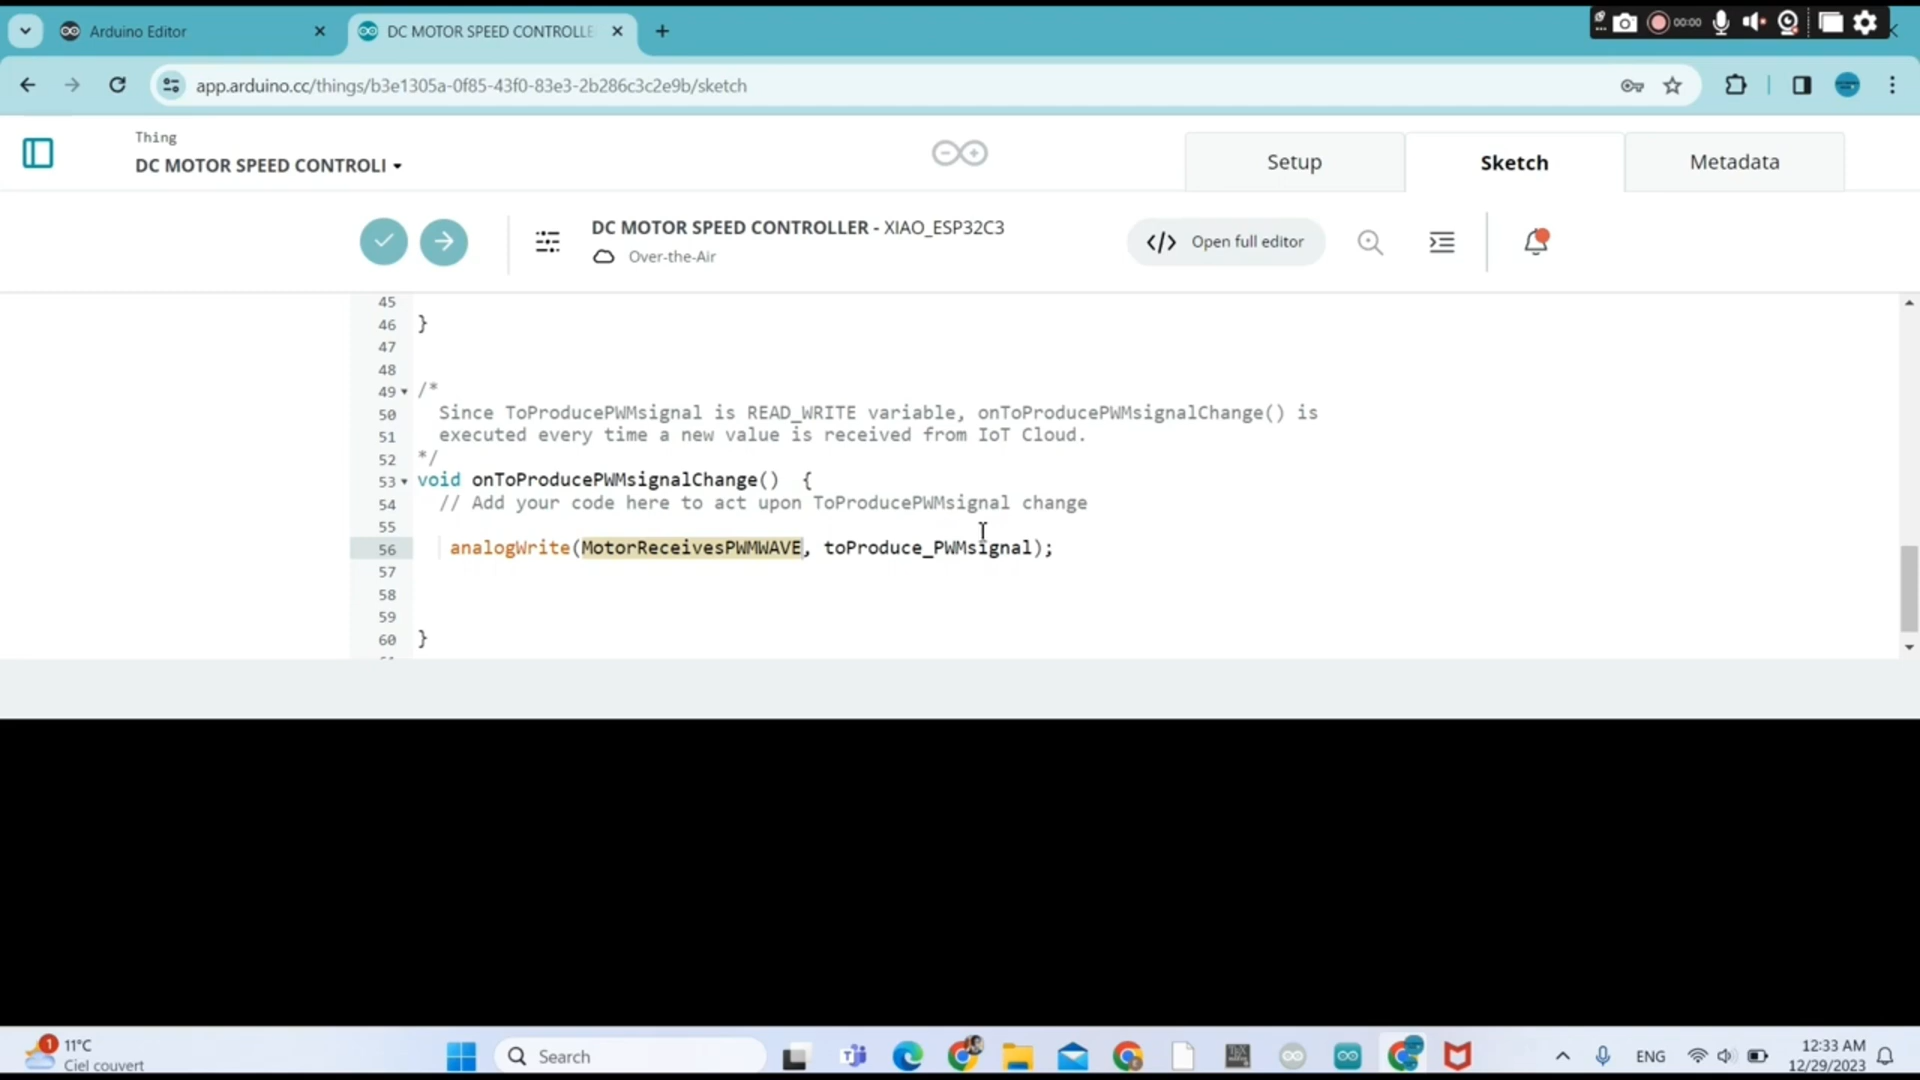 Arduino Editor
DC MOTOR SPEED CONTROLLE
00:00
app.arduino.cc/things/b3e1305a-0f85-43f0-83e3-2b286c3c2e9b/sketch
Thing
DC MOTOR SPEED CONTROLI
Setup
Sketch
Metadata
DC MOTOR SPEED CONTROLLER - XIAO_ESP32C3
Over-the-Air
</> Open full editor
45
46 }
47
48
49 /*
50 Since ToProducePWMsignal is READ_WRITE variable, onToProducePWMsignalChange() is
51 executed every time a new value is received from IoT Cloud.
52 */
53 void onToProducePWMsignalChange()  {
54 // Add your code here to act upon ToProducePWMsignal change
55
56 analogWrite(MotorReceivesPWMWAVE, toProduce_PWMsignal);
57
58
59
60 }
1
11°C
Ciel couvert
Search
ENG
12:33 AM
12/29/2023